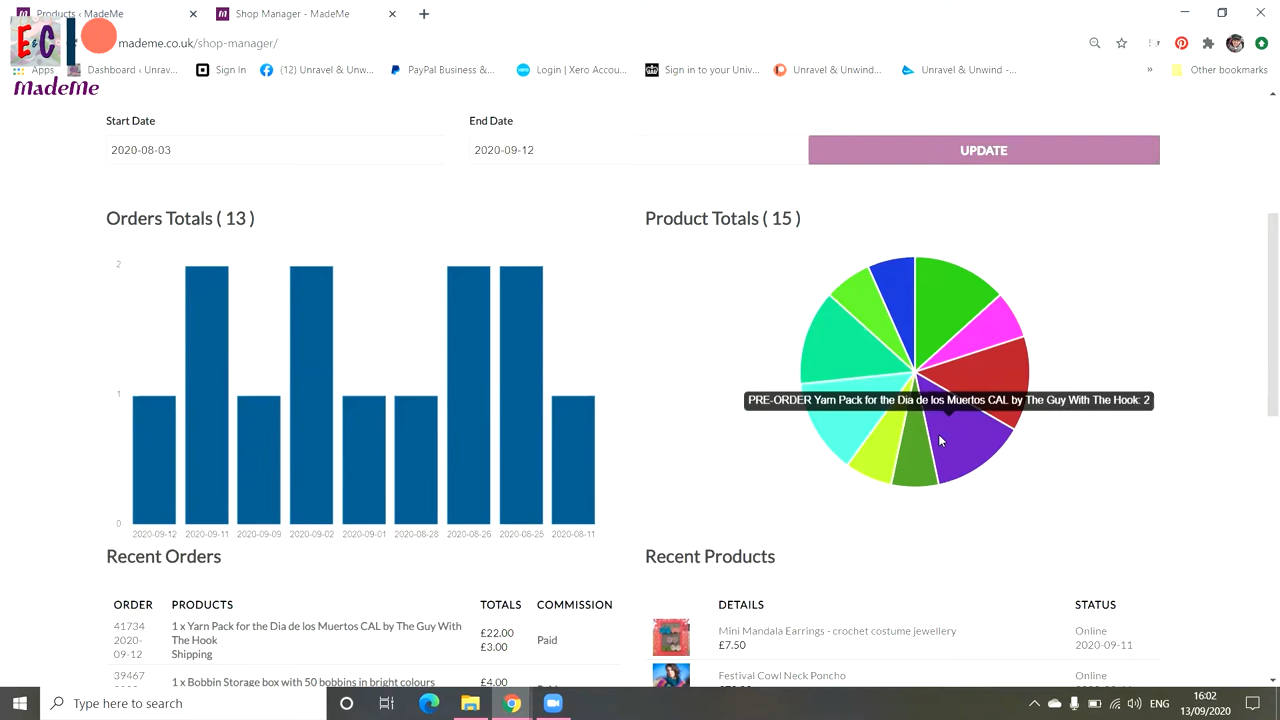 Products ‹ MadeMe
Shop Manager - MadeMe
E&C
mademe.co.uk/shop-manager/
Apps
Dashboard ‹ Unrav...
Sign In
(12) Unravel & Unw...
PayPal Business &...
Login | Xero Accou...
Sign in to your Univ...
Unravel & Unwind...
Unravel & Unwind -...
»
Other bookmarks
MadeMe
Start Date
End Date
2020-08-03
2020-09-12
UPDATE
Orders Totals ( 13 )
Product Totals ( 15 )
2
1
0
PRE-ORDER Yarn Pack for the Dia de los Muertos CAL by The Guy With The Hook: 2
2020-09-12
2020-09-11
2020-09-09
2020-09-02
2020-09-01
2020-08-28
2020-08-26
2020-08-25
2020-08-11
Recent Orders
Recent Products
ORDER
PRODUCTS
TOTALS
COMMISSION
41734
2020-
09-12
1 x Yarn Pack for the Dia de los Muertos CAL by The Guy With
The Hook
Shipping
£22.00
£3.00
Paid
39467
1 x Bobbin Storage box with 50 bobbins in bright colours
£4.00
DETAILS
STATUS
Mini Mandala Earrings - crochet costume jewellery
£7.50
Online
2020-09-11
Festival Cowl Neck Poncho
Online
Type here to search
ENG
16:02
13/09/2020